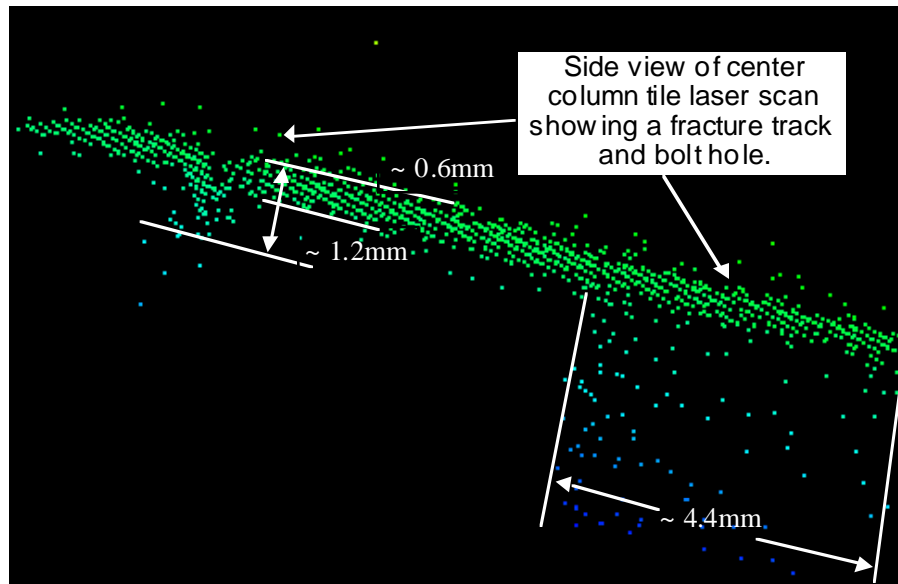 Side view of center
column tile laser scan
showing a fracture track
and bolt hole.
~ 0.6mm
~ 1.2mm
~ 4.4mm